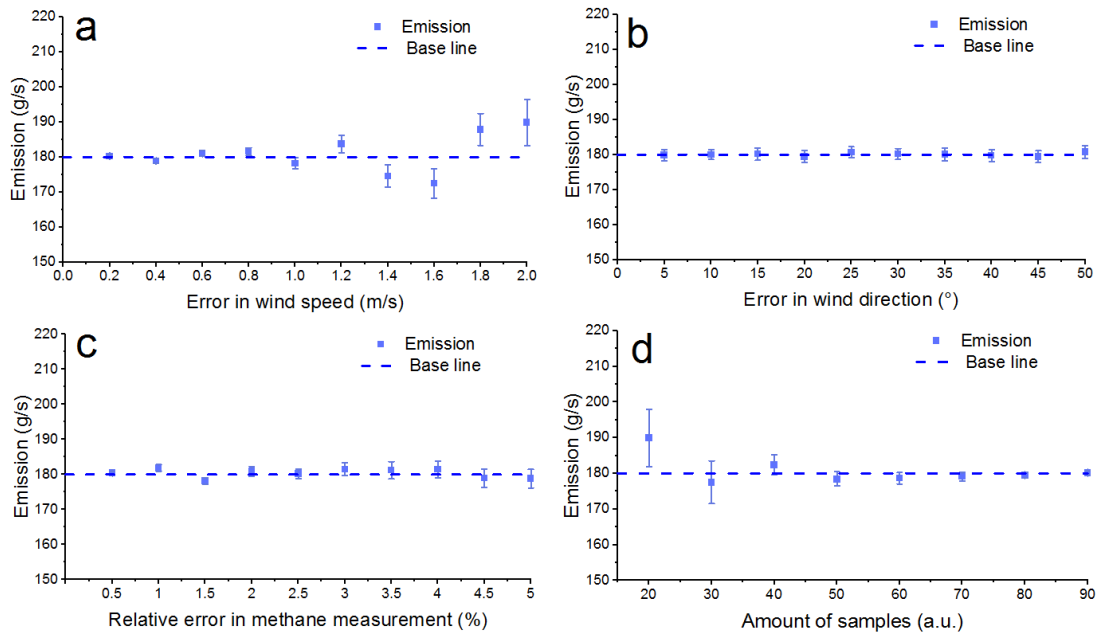 a
Emission
Base line
220
210
200
190
180
170
160
150
Emission (g/s)
0.0 0.2 0.4 0.6 0.8 1.0 1.2 1.4 1.6 1.8 2.0
Error in wind speed (m/s)
b
Emission
Base line
220
210
200
190
180
170
160
150
Emission (g/s)
0 5 10 15 20 25 30 35 40 45 50
Error in wind direction (°)
c
Emission
Base line
220
210
200
190
180
170
160
150
Emission (g/s)
0.5 1 1.5 2 2.5 3 3.5 4 4.5 5
Relative error in methane measurement (%)
d
Emission
Base line
220
210
200
190
180
170
160
150
Emission (g/s)
20 30 40 50 60 70 80 90
Amount of samples (a.u.)